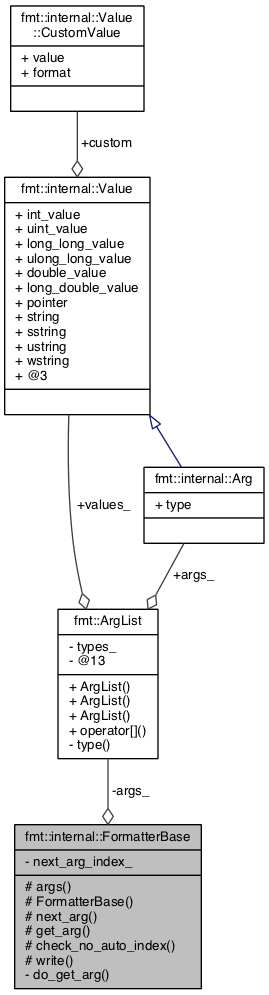 fmt::internal::Value
::CustomValue
+ value
+ format
+custom
fmt::internal::Value
+ int_value
+ uint_value
+ long_long_value
+ ulong_long_value
+ double_value
+ long_double_value
+ pointer
+ string
+ sstring
+ ustring
+ wstring
+ @3
fmt::internal::Arg
+ type
+values_
+args_
fmt::ArgList
- types_
- @13
+ ArgList()
+ ArgList()
+ ArgList()
+ operator[]()
- type()
-args_
fmt::internal::FormatterBase
- next_arg_index_
# args()
# FormatterBase()
# next_arg()
# get_arg()
# check_no_auto_index()
# write()
- do_get_arg()